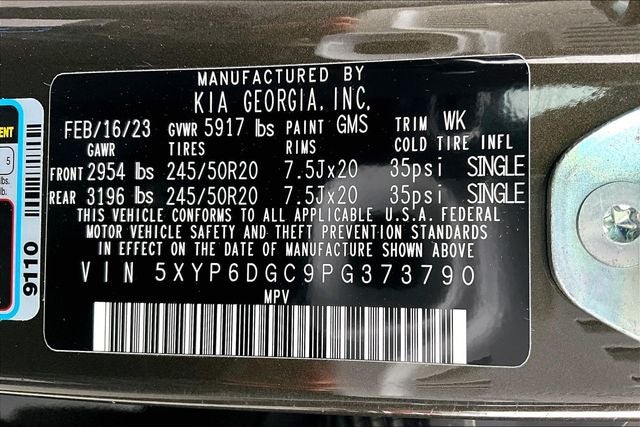 MANUFACTURED BY
KIA GEORGIA, INC.
FEB/16/23 GVWR 5917 lbs PAINT GMS TRIM WK
GAWR TIRES RIMS COLD TIRE INFL
FRONT 2954 lbs 245/50R20 7.5Jx20 35psi SINGLE
REAR 3196 lbs 245/50R20 7.5Jx20 35psi SINGLE
THIS VEHICLE CONFORMS TO ALL APPLICABLE U.S.A. FEDERAL
MOTOR VEHICLE SAFETY AND THEFT PREVENTION STANDARDS
IN EFFECT ON THE DATE OF MANUFACTURE SHOWN ABOVE
VIN 5XYP6DGC9PG373790
MPV
5
lbs.
lb.
9110